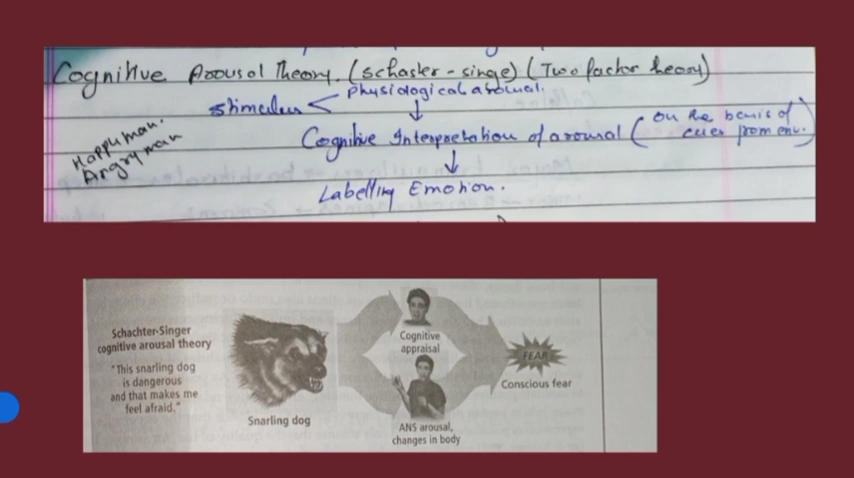 Cognitive Arousal Theory. (Schaster - singe) (Two factor theory)
Stimulus < Physiological arousal.
Happy man.
Angry man
Cognitive Interpretation of arousal (on the basis of
cues from env.)
Labelling Emotion.
Schachter-Singer
cognitive arousal theory
"This snarling dog
is dangerous
and that makes me
feel afraid."
Snarling dog
Cognitive
appraisal
ANS arousal,
changes in body
FEAR
Conscious fear